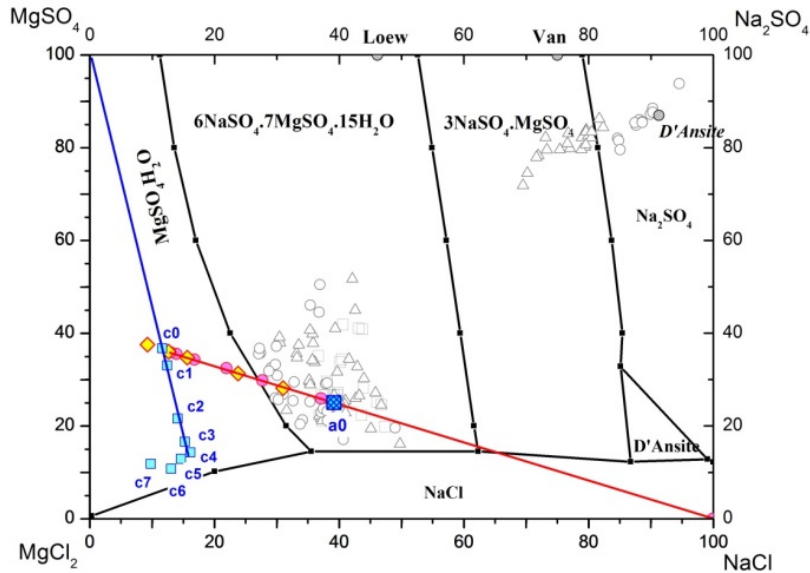 MgSO₄
0 20 40 60 80 100
Na₂SO₄
Loew Van
100
80
60
40
20
0
100
80
60
40
20
0
6NaSO₄.7MgSO₄.15H₂O
3NaSO₄.MgSO₄
D'Ansite
MgSO₄H₂O
Na₂SO₄
c0
c1
c2
c3
c4
c5
c6
c7
a0
D'Ansite
NaCl
0 20 40 60 80 100
MgCl₂
NaCl